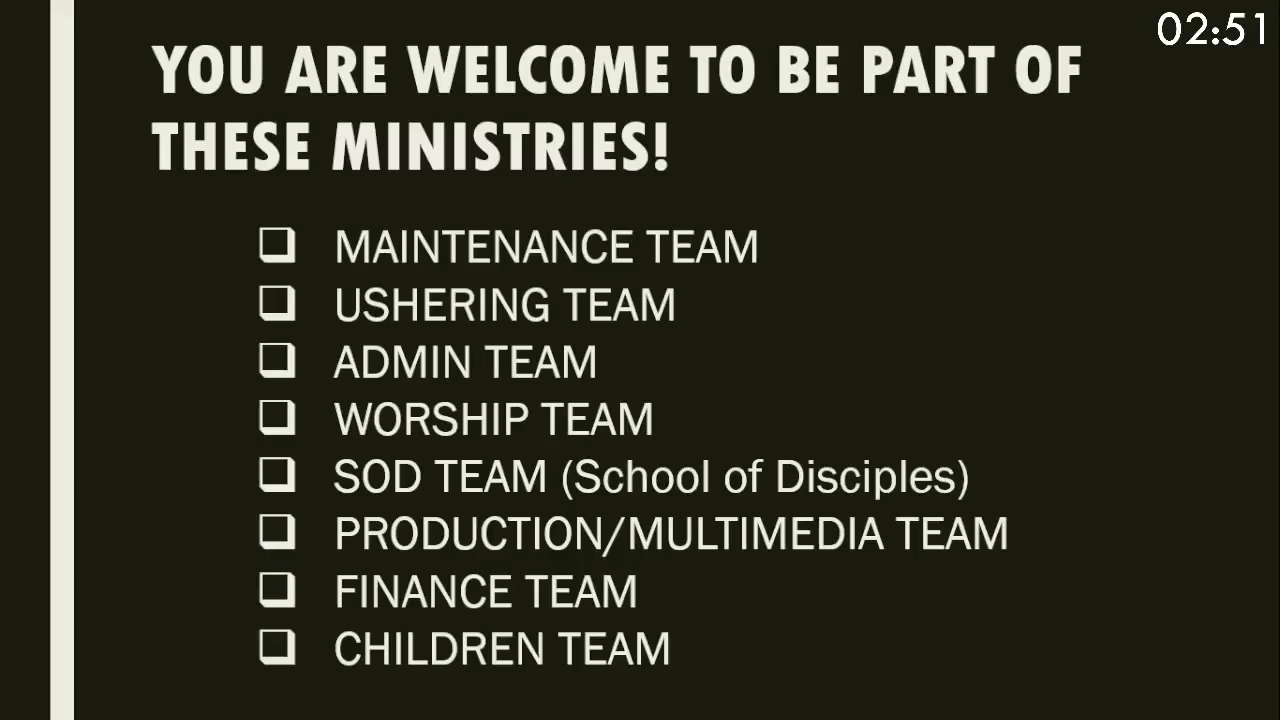 02:51
YOU ARE WELCOME TO BE PART OF
THESE MINISTRIES!
MAINTENANCE TEAM
USHERING TEAM
ADMIN TEAM
WORSHIP TEAM
SOD TEAM (School of Disciples)
PRODUCTION/MULTIMEDIA TEAM
FINANCE TEAM
CHILDREN TEAM